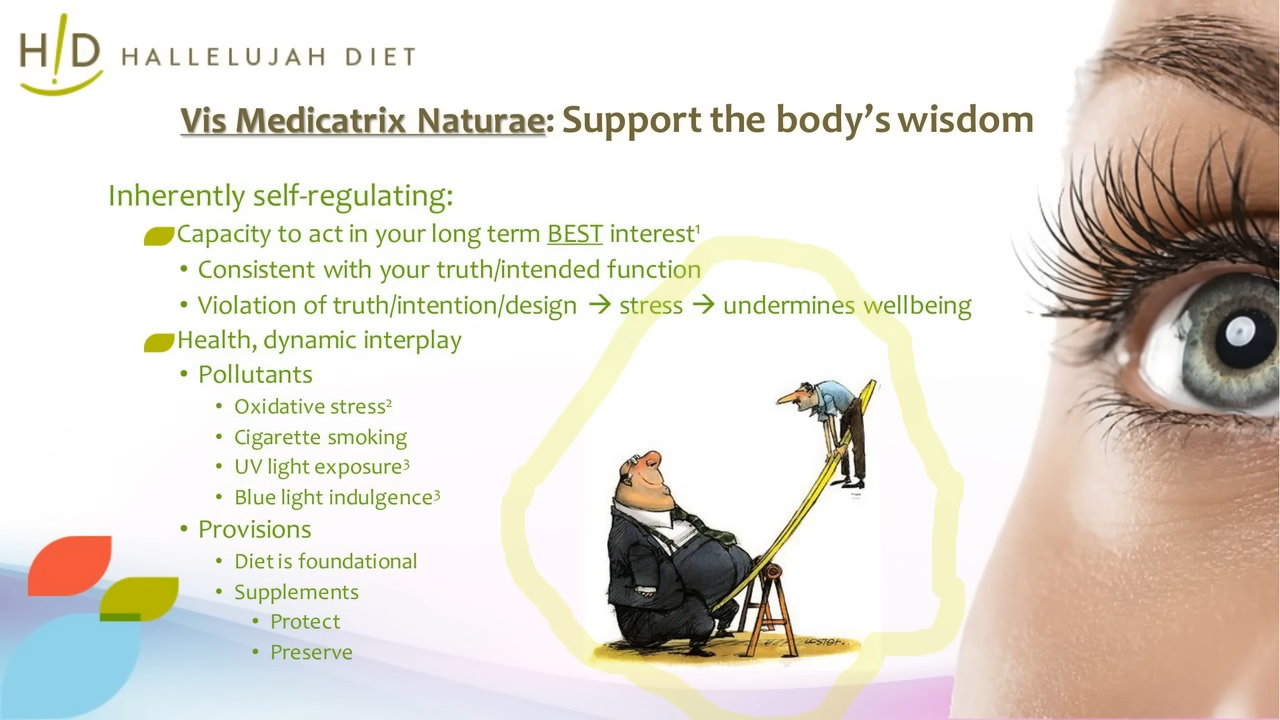 H!D HALLELUJAH DIET
Vis Medicatrix Naturae: Support the body’s wisdom
Inherently self-regulating:
Capacity to act in your long term BEST interest¹
• Consistent with your truth/intended function
• Violation of truth/intention/design → stress → undermines wellbeing
Health, dynamic interplay
• Pollutants
• Oxidative stress²
• Cigarette smoking
• UV light exposure³
• Blue light indulgence³
• Provisions
• Diet is foundational
• Supplements
• Protect
• Preserve